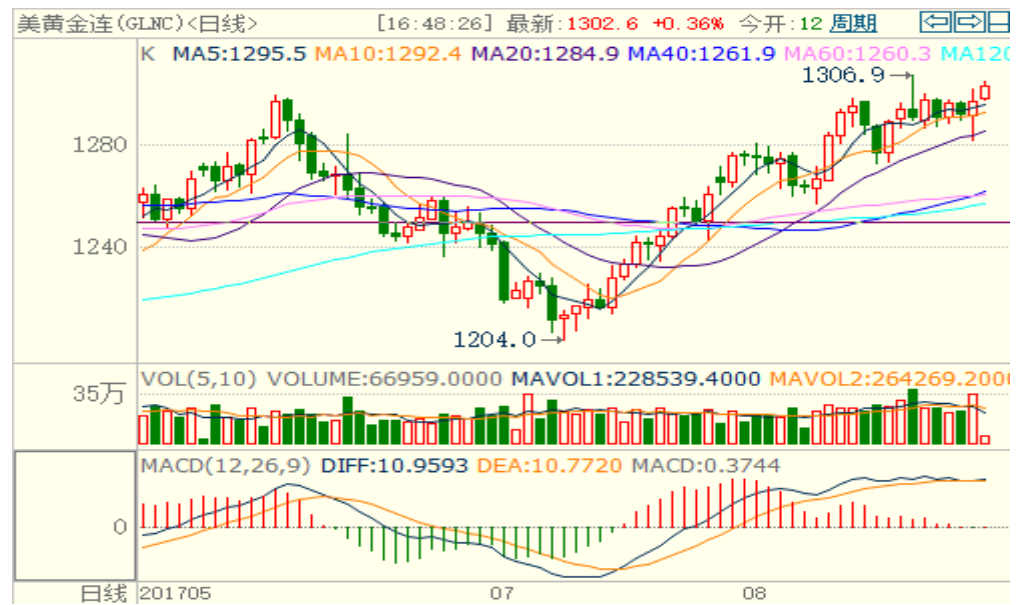 美黄金连(GLNC)<日线> [16:48:26] 最新:1302.6 +0.36% 今开:12 周期
K MA5:1295.5 MA10:1292.4 MA20:1284.9 MA40:1261.9 MA60:1260.3 MA120
1306.9
1280
1240
1204.0
VOL(5,10) VOLUME:66959.0000 MAVOL1:228539.4000 MAVOL2:264269.2000
35万
MACD(12,26,9) DIFF:10.9593 DEA:10.7720 MACD:0.3744
0
日线 201705 07 08